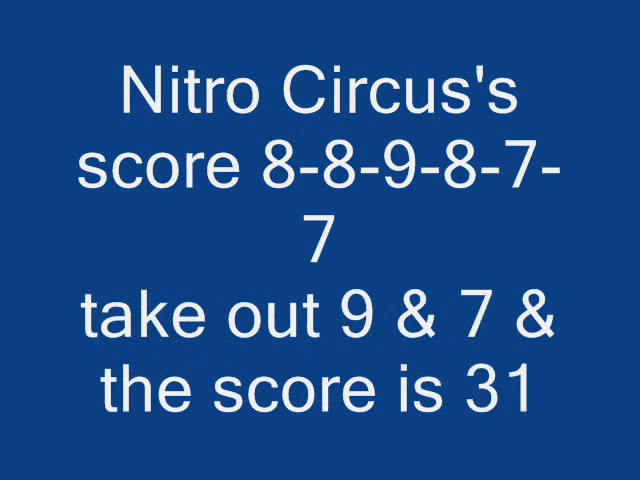 Nitro Circus's
score 8-8-9-8-7-
7
take out 9 & 7 &
the score is 31